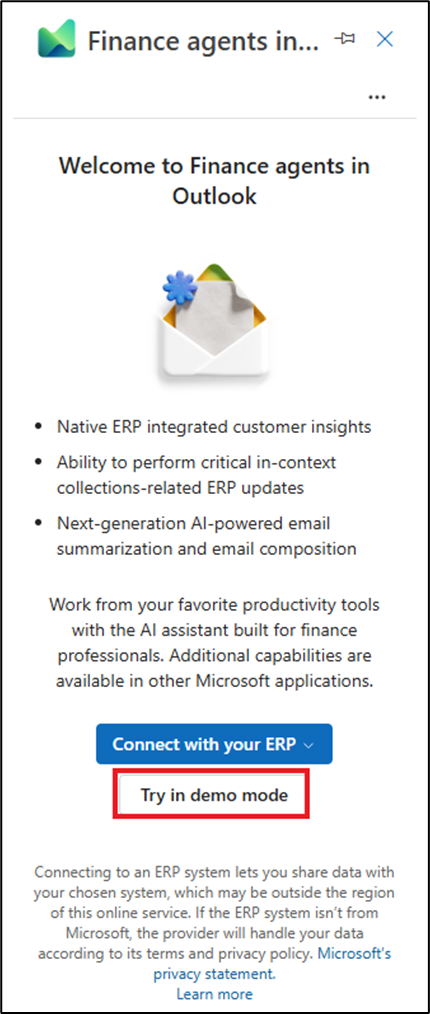 Finance agents in...
...
Welcome to Finance agents in
Outlook
• Native ERP integrated customer insights
• Ability to perform critical in-context
collections-related ERP updates
• Next-generation AI-powered email
summarization and email composition
Work from your favorite productivity tools
with the AI assistant built for finance
professionals. Additional capabilities are
available in other Microsoft applications.
Connect with your ERP
Try in demo mode
Connecting to an ERP system lets you share data with
your chosen system, which may be outside the region
of this online service. If the ERP system isn't from
Microsoft, the provider will handle your data
according to its terms and privacy policy. Microsoft's
privacy statement.
Learn more